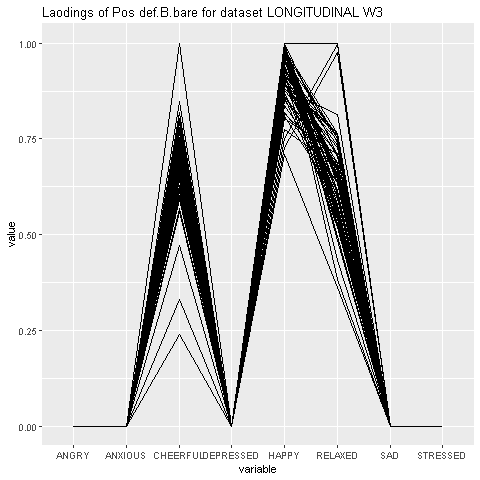 Laodings of Pos def.B.bare for dataset LONGITUDINAL W3
1.00
0.75
0.50
0.25
0.00
value
ANGRY ANXIOUS CHEERFUL DEPRESSED HAPPY RELAXED SAD STRESSED
variable